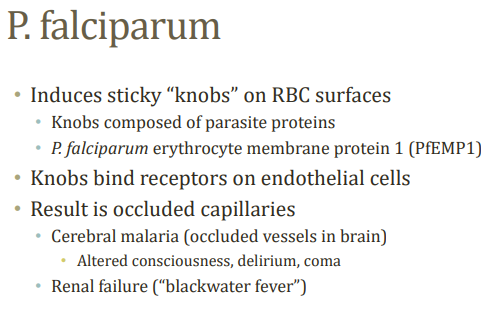 P. falciparum
• Induces sticky “knobs” on RBC surfaces
• Knobs composed of parasite proteins
• P. falciparum erythrocyte membrane protein 1 (PfEMP1)
• Knobs bind receptors on endothelial cells
• Result is occluded capillaries
• Cerebral malaria (occluded vessels in brain)
• Altered consciousness, delirium, coma
• Renal failure (“blackwater fever”)